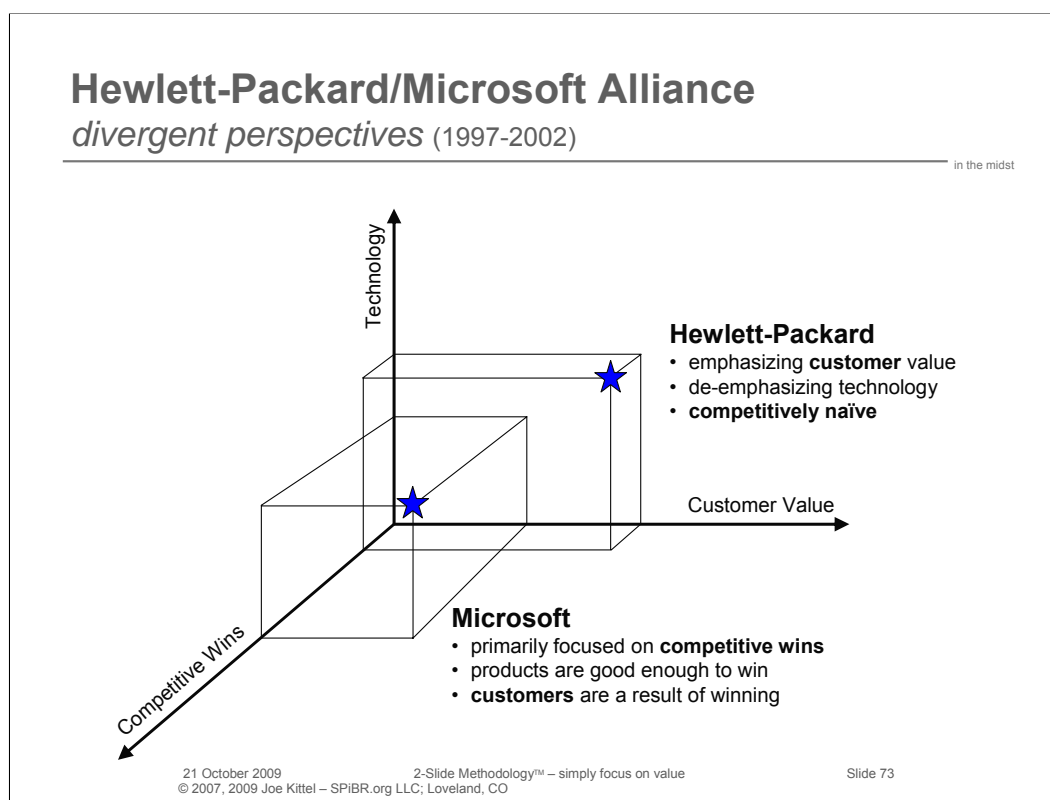 Hewlett-Packard/Microsoft Alliance
divergent perspectives (1997-2002)
in the midst
Technology
Hewlett-Packard
• emphasizing customer value
• de-emphasizing technology
• competitively naïve
Customer Value
Microsoft
• primarily focused on competitive wins
• products are good enough to win
• customers are a result of winning
Competitive Wins
21 October 2009 2-Slide Methodology™ – simply focus on value Slide 73
© 2007, 2009 Joe Kittel – SPiBR.org LLC; Loveland, CO